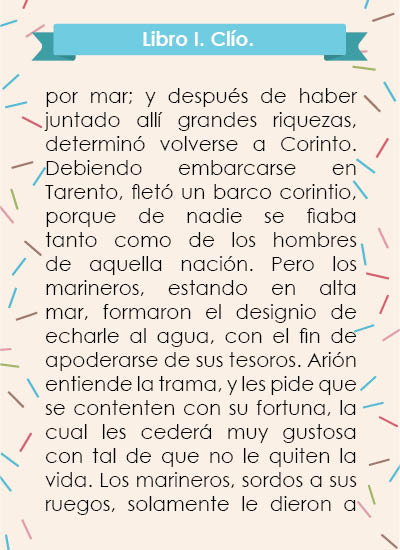 Libro I. Clío.
por mar; y después de haber
juntado allí grandes riquezas,
determinó volverse a Corinto.
Debiendo embarcarse en
Tarento, fletó un barco corintio,
porque de nadie se fiaba
tanto como de los hombres
de aquella nación. Pero los
marineros, estando en alta
mar, formaron el designio de
echarle al agua, con el fin de
apoderarse de sus tesoros. Arión
entiende la trama, y les pide que
se contenten con su fortuna, la
cual les cederá muy gustosa
con tal de que no le quiten la
vida. Los marineros, sordos a sus
ruegos, solamente le dieron a